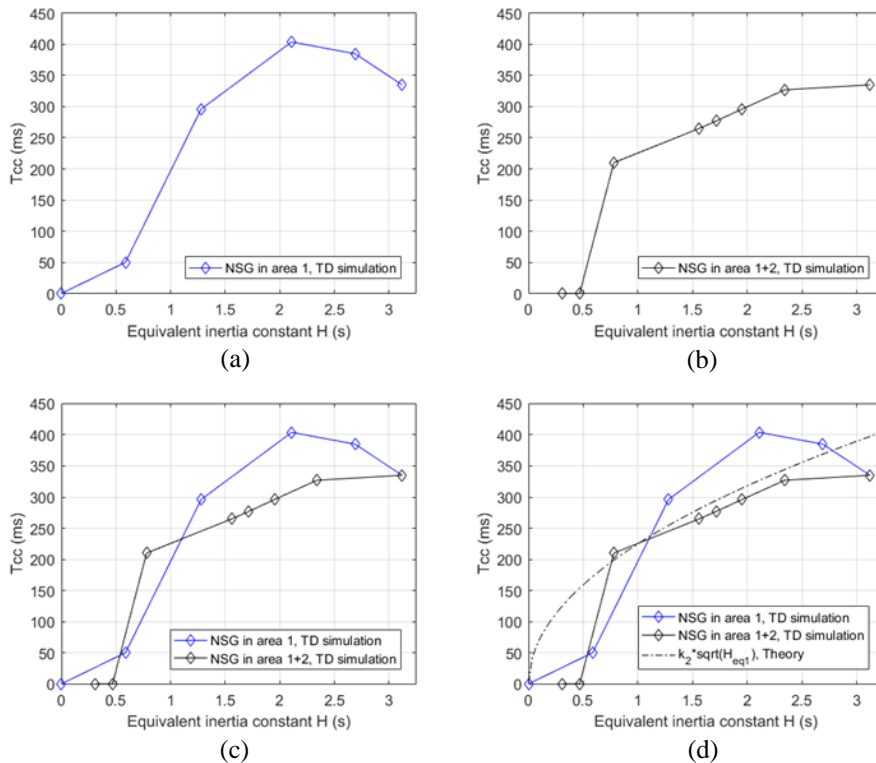 450
400
350
300
250
200
150
100
50
0
Tcc (ms)
NSG in area 1, TD simulation
0 0.5 1 1.5 2 2.5 3
Equivalent inertia constant H (s)
(a)
450
400
350
300
250
200
150
100
50
0
Tcc (ms)
NSG in area 1+2, TD simulation
0 0.5 1 1.5 2 2.5 3
Equivalent inertia constant H (s)
(b)
450
400
350
300
250
200
150
100
50
0
Tcc (ms)
NSG in area 1, TD simulation
NSG in area 1+2, TD simulation
0 0.5 1 1.5 2 2.5 3
Equivalent inertia constant H (s)
(c)
450
400
350
300
250
200
150
100
50
0
Tcc (ms)
NSG in area 1, TD simulation
NSG in area 1+2, TD simulation
k2*sqrt(Heq1), Theory
0 0.5 1 1.5 2 2.5 3
Equivalent inertia constant H (s)
(d)